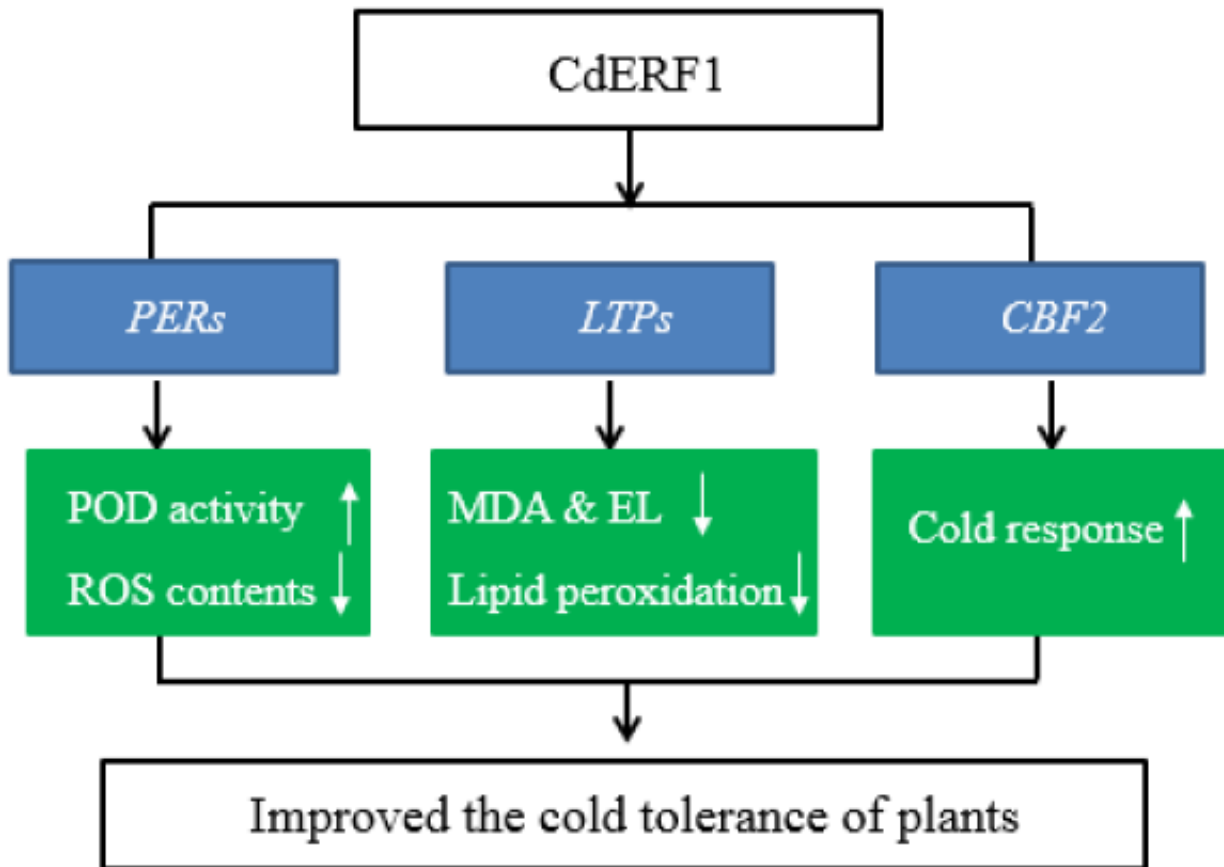 CdERF1
PERs
LTPs
CBF2
POD activity ↑
ROS contents ↓
MDA & EL ↓
Lipid peroxidation ↓
Cold response ↑
Improved the cold tolerance of plants